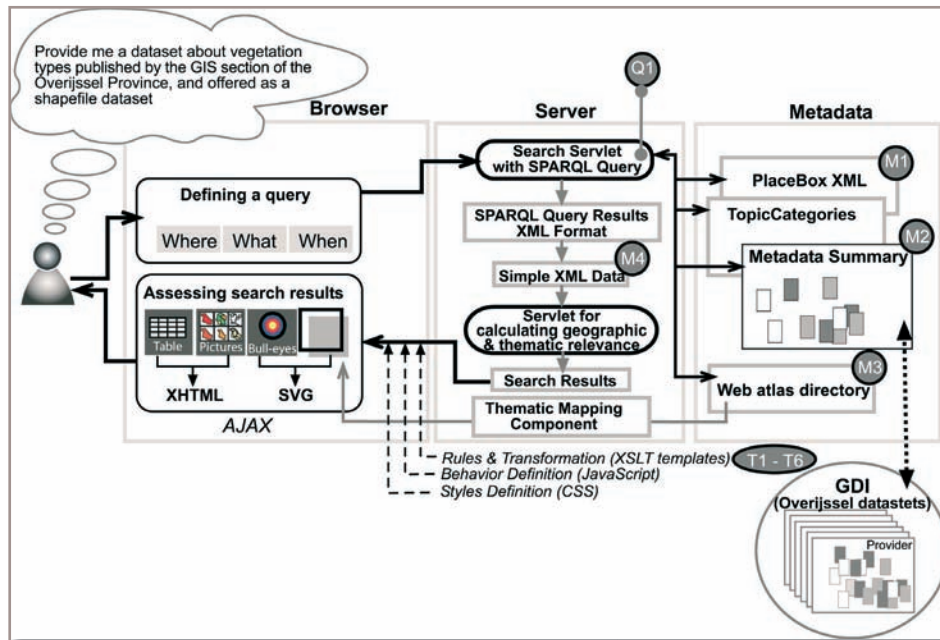 Provide me a dataset about vegetation
types published by the GIS section of the
Overijssel Province, and offered as a
shapefile dataset
Browser
Server
Metadata
Q1
Defining a query
Where
What
When
Search Servlet
with SPARQL Query
SPARQL Query Results
XML Format
M4
Simple XML Data
Servlet for
calculating geographic
& thematic relevance
Search Results
Thematic Mapping
Component
M1
PlaceBox XML
TopicCategories
M2
Metadata Summary
M3
Web atlas directory
Assessing search results
Table
Pictures
Bull-eyes
XHTML
SVG
AJAX
Rules & Transformation (XSLT templates)
T1 - T6
Behavior Definition (JavaScript)
Styles Definition (CSS)
GDI
(Overijssel datastets)
Provider